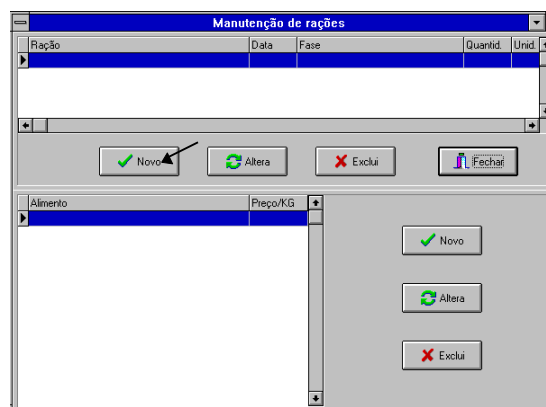 Manutenção de rações
Ração Data Fase Quantid. Unid.
Novo Altera Exclui Fechar
Alimento Preço/KG
Novo
Altera
Exclui